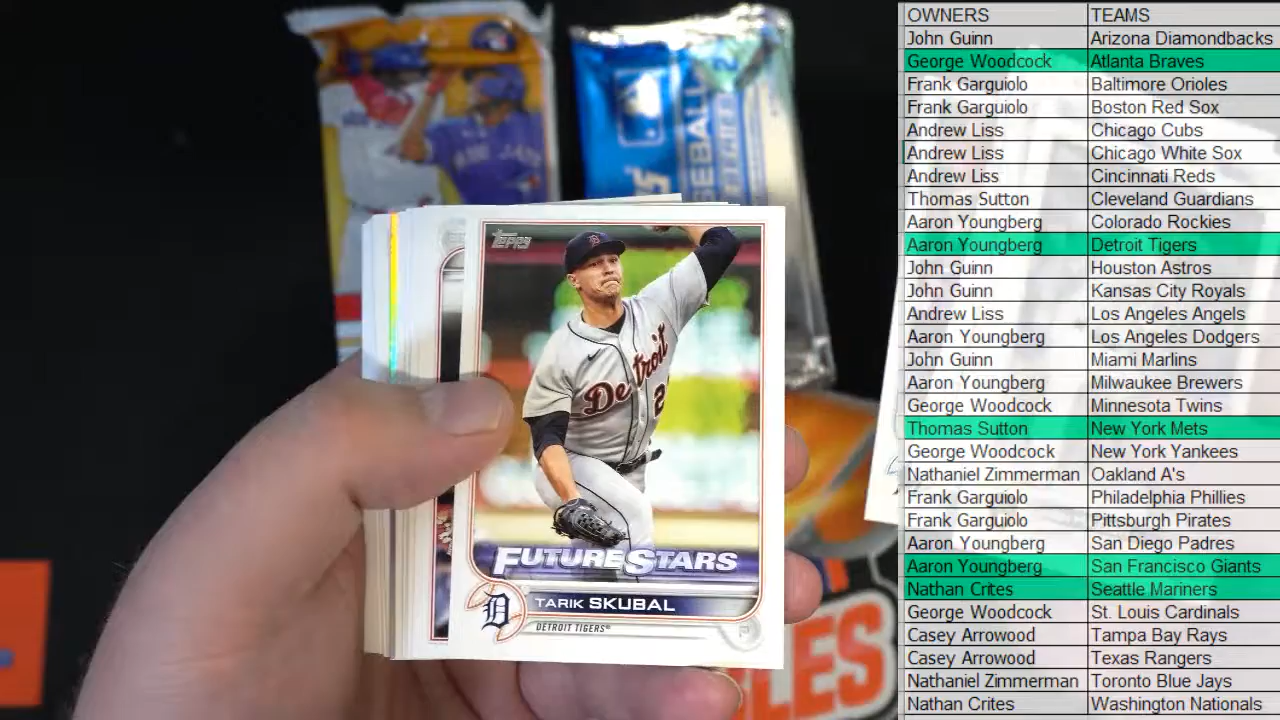 Topps
Detroit
2
FUTURESTARS
D
TARIK SKUBAL
DETROIT TIGERS®
OWNERS TEAMS
John Guinn Arizona Diamondbacks
George Woodcock Atlanta Braves
Frank Garguiolo Baltimore Orioles
Frank Garguiolo Boston Red Sox
Andrew Liss Chicago Cubs
Andrew Liss Chicago White Sox
Andrew Liss Cincinnati Reds
Thomas Sutton Cleveland Guardians
Aaron Youngberg Colorado Rockies
Aaron Youngberg Detroit Tigers
John Guinn Houston Astros
John Guinn Kansas City Royals
Andrew Liss Los Angeles Angels
Aaron Youngberg Los Angeles Dodgers
John Guinn Miami Marlins
Aaron Youngberg Milwaukee Brewers
George Woodcock Minnesota Twins
Thomas Sutton New York Mets
George Woodcock New York Yankees
Nathaniel Zimmerman Oakland A's
Frank Garguiolo Philadelphia Phillies
Frank Garguiolo Pittsburgh Pirates
Aaron Youngberg San Diego Padres
Aaron Youngberg San Francisco Giants
Nathan Crites Seattle Mariners
George Woodcock St. Louis Cardinals
Casey Arrowood Tampa Bay Rays
Casey Arrowood Texas Rangers
Nathaniel Zimmerman Toronto Blue Jays
Nathan Crites Washington Nationals